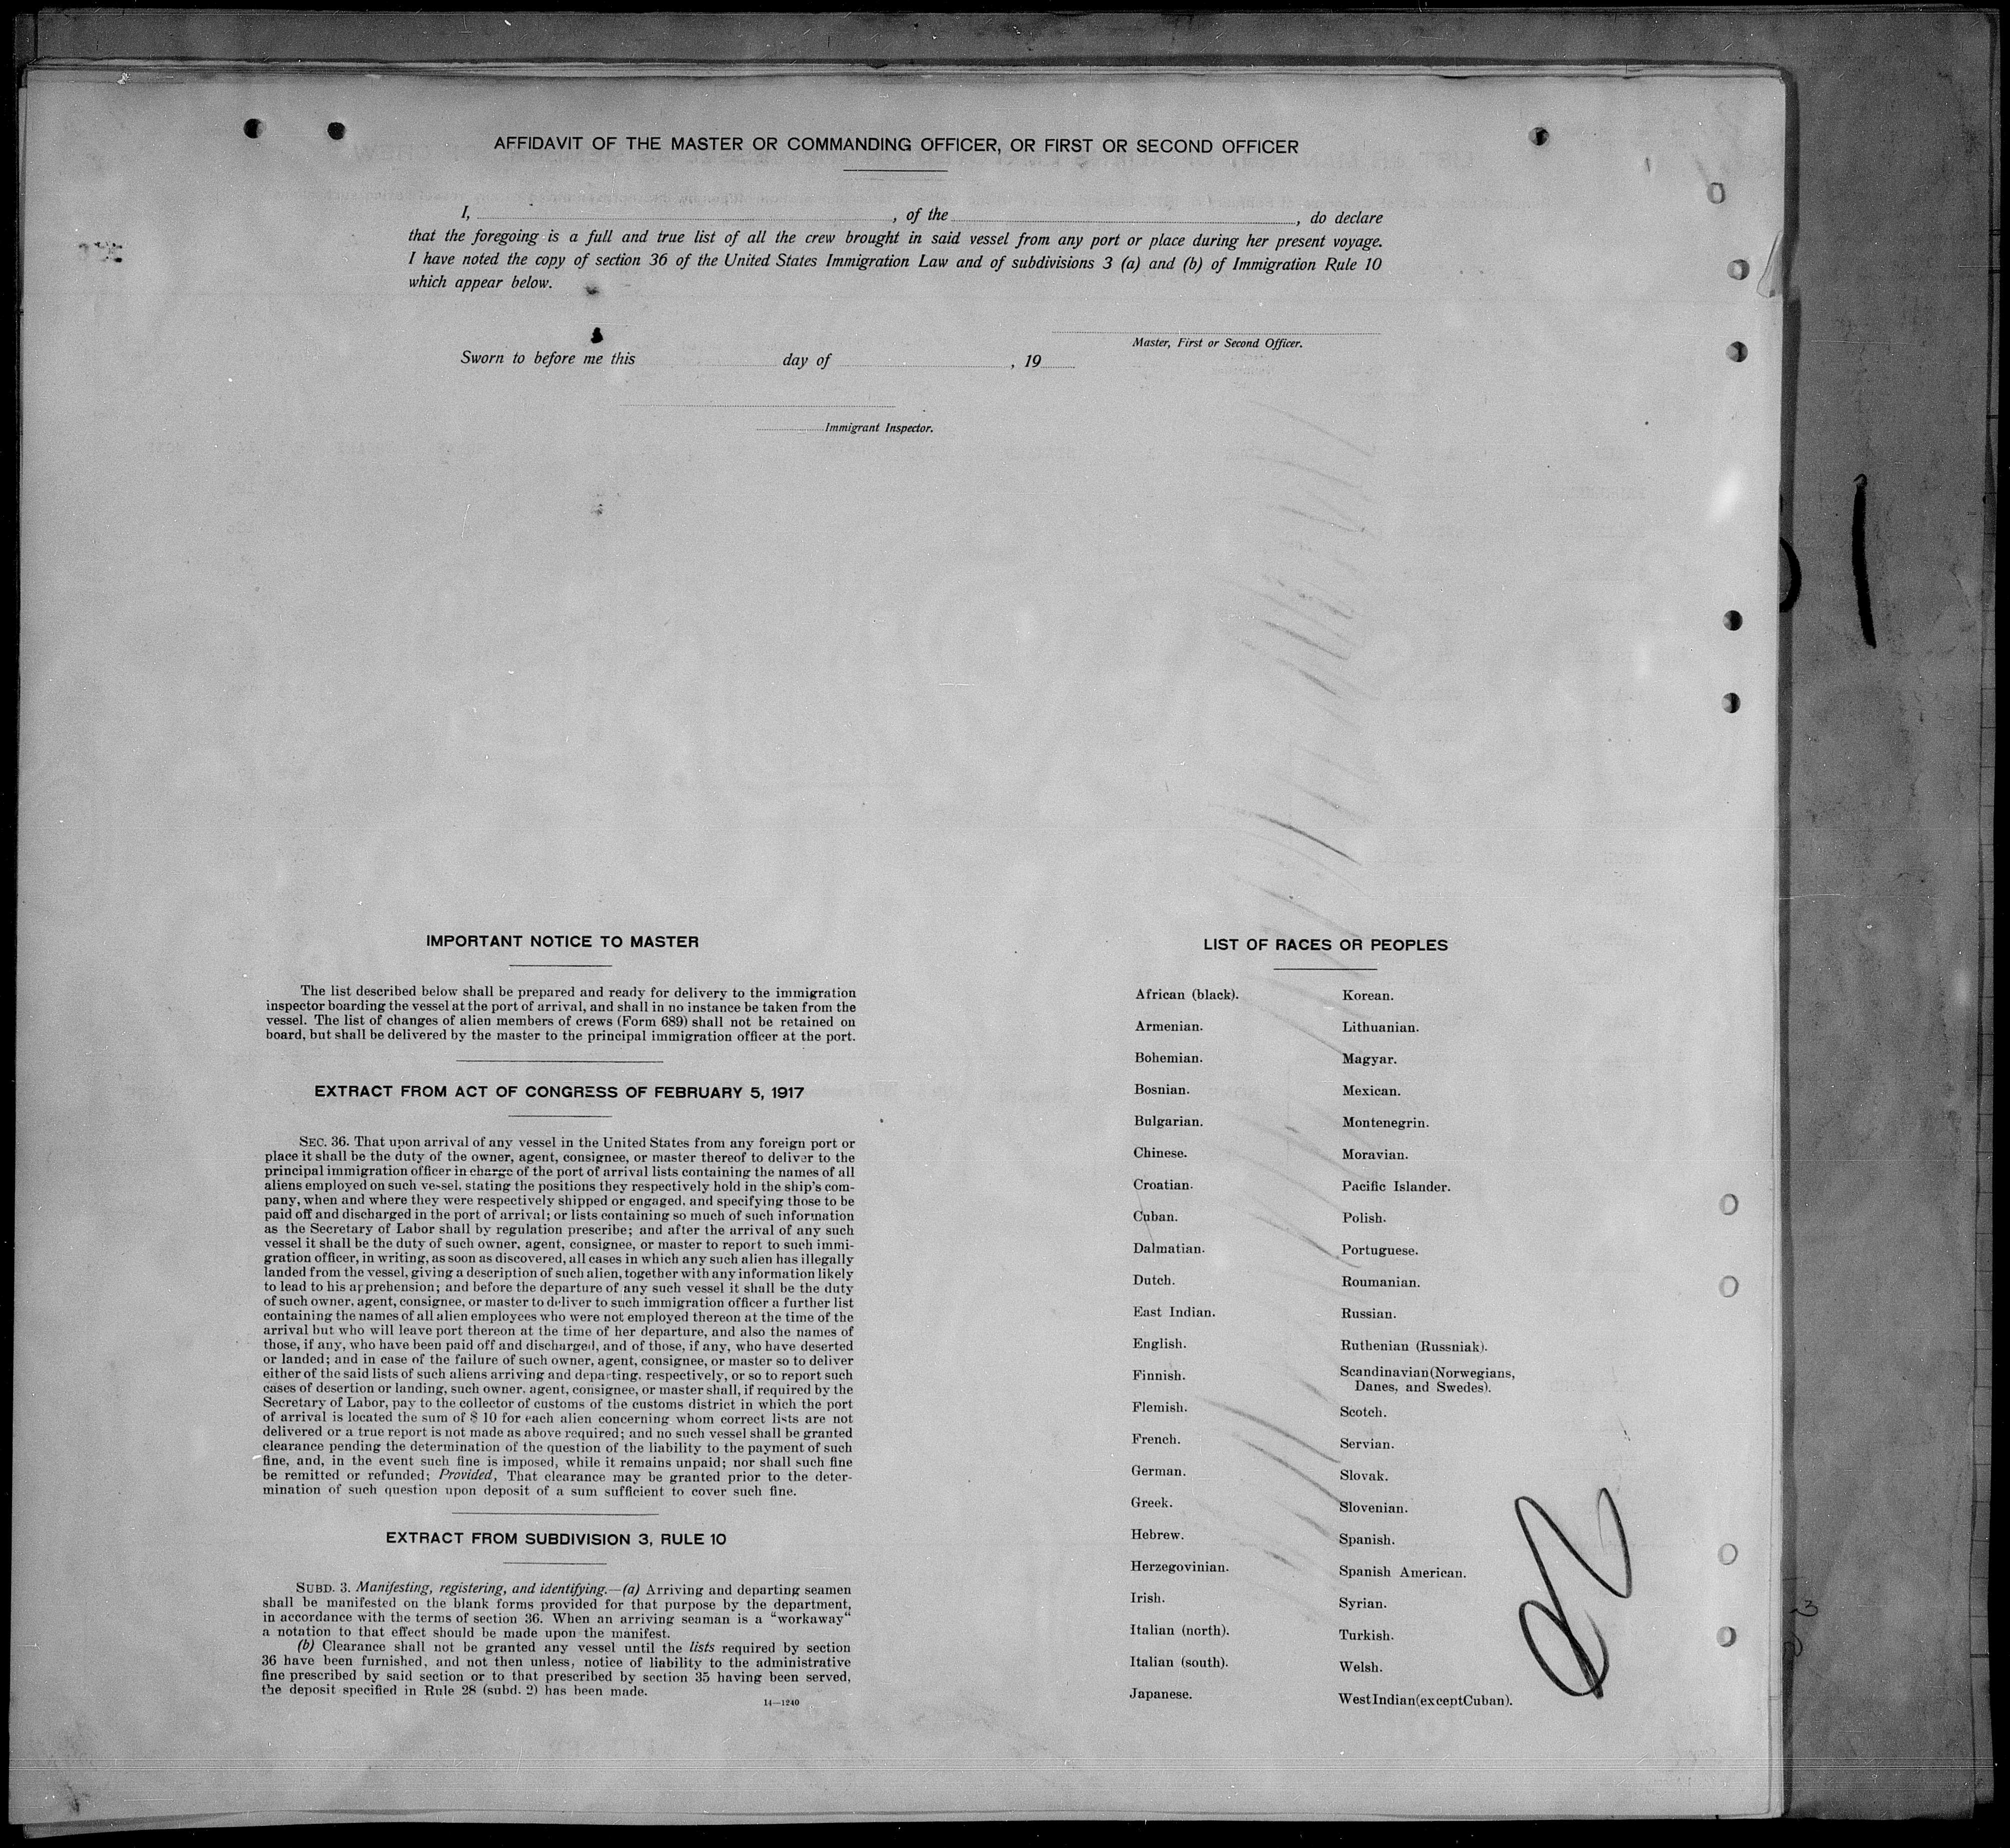 AFFIDAVIT OF THE MASTER OR COMMANDING OFFICER, OR FIRST OR SECOND OFFICER
I, , of the , do declare
that the foregoing is a full and true list of all the crew brought in said vessel from any port or place during her present voyage.
I have noted the copy of section 36 of the United States Immigration Law and of subdivisions 3 (a) and (b) of Immigration Rule 10
which appear below.
Master, First or Second Officer.
Sworn to before me this day of , 19
Immigrant Inspector.
IMPORTANT NOTICE TO MASTER
The list described below shall be prepared and ready for delivery to the immigration
inspector boarding the vessel at the port of arrival, and shall in no instance be taken from the
vessel. The list of changes of alien members of crews (Form 689) shall not be retained on
board, but shall be delivered by the master to the principal immigration officer at the port.
EXTRACT FROM ACT OF CONGRESS OF FEBRUARY 5, 1917
SEC. 36. That upon arrival of any vessel in the United States from any foreign port or
place it shall be the duty of the owner, agent, consignee, or master thereof to deliver to the
principal immigration officer in charge of the port of arrival lists containing the names of all
aliens employed on such vessel, stating the positions they respectively hold in the ship's com-
pany, when and where they were respectively shipped or engaged, and specifying those to be
paid off and discharged in the port of arrival; or lists containing so much of such information
as the Secretary of Labor shall by regulation prescribe; and after the arrival of any such
vessel it shall be the duty of such owner, agent, consignee, or master to report to such immi-
gration officer, in writing, as soon as discovered, all cases in which any such alien has illegally
landed from the vessel, giving a description of such alien, together with any information likely
to lead to his apprehension; and before the departure of any such vessel it shall be the duty
of such owner, agent, consignee, or master to deliver to such immigration officer a further list
containing the names of all alien employees who were not employed thereon at the time of the
arrival but who will leave port thereon at the time of her departure, and also the names of
those, if any, who have been paid off and discharged, and of those, if any, who have deserted
or landed; and in case of the failure of such owner, agent, consignee, or master so to deliver
either of the said lists of such aliens arriving and departing, respectively, or so to report such
cases of desertion or landing, such owner, agent, consignee, or master shall, if required by the
Secretary of Labor, pay to the collector of customs of the customs district in which the port
of arrival is located the sum of $ 10 for each alien concerning whom correct lists are not
delivered or a true report is not made as above required; and no such vessel shall be granted
clearance pending the determination of the question of the liability to the payment of such
fine, and, in the event such fine is imposed, while it remains unpaid; nor shall such fine
be remitted or refunded; Provided, That clearance may be granted prior to the deter-
mination of such question upon deposit of a sum sufficient to cover such fine.
EXTRACT FROM SUBDIVISION 3, RULE 10
SUBD. 3. Manifesting, registering, and identifying.—(a) Arriving and departing seamen
shall be manifested on the blank forms provided for that purpose by the department,
in accordance with the terms of section 36. When an arriving seaman is a "workaway"
a notation to that effect should be made upon the manifest.
(b) Clearance shall not be granted any vessel until the lists required by section
36 have been furnished, and not then unless, notice of liability to the administrative
fine prescribed by said section or to that prescribed by section 35 having been served,
the deposit specified in Rule 28 (subd. 2) has been made.
14—1240
LIST OF RACES OR PEOPLES
African (black).
Armenian.
Bohemian.
Bosnian.
Bulgarian.
Chinese.
Croatian.
Cuban.
Dalmatian.
Dutch.
East Indian.
English.
Finnish.
Flemish.
French.
German.
Greek.
Hebrew.
Herzegovinian.
Irish.
Italian (north).
Italian (south).
Japanese.
Korean.
Lithuanian.
Magyar.
Mexican.
Montenegrin.
Moravian.
Pacific Islander.
Polish.
Portuguese.
Roumanian.
Russian.
Ruthenian (Russniak).
Scandinavian (Norwegians,
Danes, and Swedes).
Scotch.
Servian.
Slovak.
Slovenian.
Spanish.
Spanish American.
Syrian.
Turkish.
Welsh.
West Indian (except Cuban).